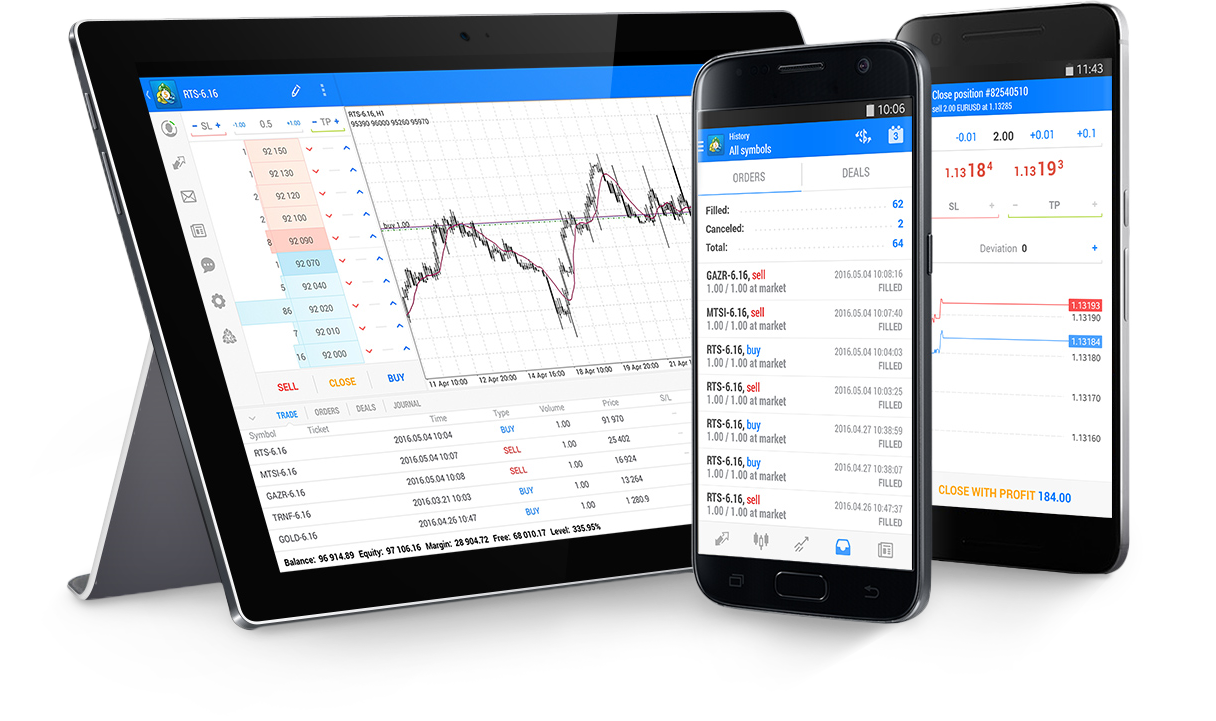 RTS-6.16
- SL +
-1.00
0.5
+1.00
- TP +
1 92 150
1 92 130
2 92 120
2 92 100
8 92 090
1 92 070
5 92 040
86 92 020
7 92 010
16 92 000
SELL CLOSE BUY
RTS-6.16, H1
95390 96000 95260 95970
buy 1.00
11 Apr 10:00 12 Apr 20:00 14 Apr 16:00 18 Apr 10:00 19 Apr 20:00 21 Apr
TRADE ORDERS DEALS JOURNAL
Symbol Ticket Time Type Volume Price S/L
RTS-6.16 2016.05.04 10:04 BUY 1.00 91 970
MTSI-6.16 2016.05.04 10:07 SELL 1.00 25 402
GAZR-6.16 2016.05.04 10:08 SELL 1.00 16 924
TRNF-6.16 2016.03.21 10:03 BUY 1.00 13 264
GOLD-6.16 2016.04.26 10:47 BUY 1.00 1 280.9
Balance: 96 914.89 Equity: 97 106.16 Margin: 28 904.72 Free: 68 010.17 Level: 335.95%
10:06
History
All symbols
3
ORDERS DEALS
Filled: 62
Canceled: 2
Total: 64
GAZR-6.16, sell 2016.05.04 10:08:16
1.00 / 1.00 at market FILLED
MTSI-6.16, sell 2016.05.04 10:07:40
1.00 / 1.00 at market FILLED
RTS-6.16, buy 2016.05.04 10:04:03
1.00 / 1.00 at market FILLED
RTS-6.16, sell 2016.05.04 10:03:25
1.00 / 1.00 at market FILLED
RTS-6.16, buy 2016.04.27 10:38:59
1.00 / 1.00 at market FILLED
RTS-6.16, buy 2016.04.27 10:38:07
1.00 / 1.00 at market FILLED
RTS-6.16, sell 2016.04.26 10:47:37
1.00 / 1.00 at market FILLED
11:43
Close position #82540510
sell 2.00 EURUSD at 1.13285
-0.01 2.00 +0.01 +0.1
1.13184 1.13193
SL + - TP +
Deviation 0 +
1.13193
1.13190
1.13184
1.13180
1.13170
1.13160
CLOSE WITH PROFIT 184.00